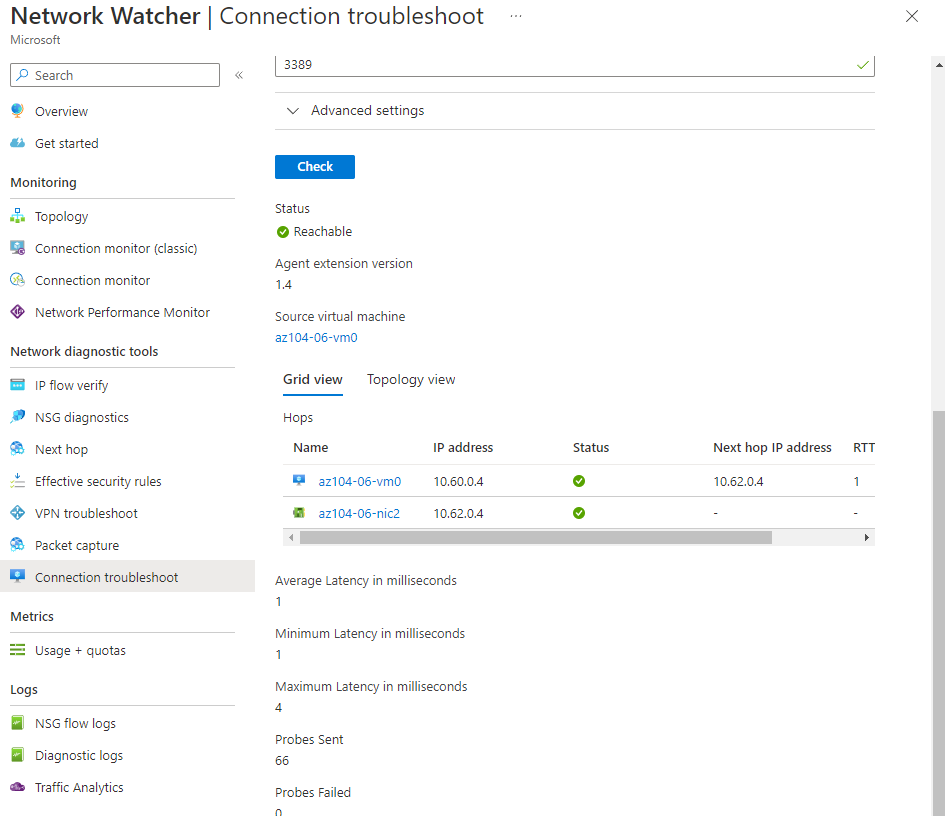 Network Watcher | Connection troubleshoot ...
Microsoft
Search
«
Overview
Get started
Monitoring
Topology
Connection monitor (classic)
Connection monitor
Network Performance Monitor
Network diagnostic tools
IP flow verify
NSG diagnostics
Next hop
Effective security rules
VPN troubleshoot
Packet capture
Connection troubleshoot
Metrics
Usage + quotas
Logs
NSG flow logs
Diagnostic logs
Traffic Analytics
3389
Advanced settings
Check
Status
Reachable
Agent extension version
1.4
Source virtual machine
az104-06-vm0
Grid view Topology view
Hops
Name IP address Status Next hop IP address RTT
az104-06-vm0 10.60.0.4 10.62.0.4 1
az104-06-nic2 10.62.0.4 - -
Average Latency in milliseconds
1
Minimum Latency in milliseconds
1
Maximum Latency in milliseconds
4
Probes Sent
66
Probes Failed
0